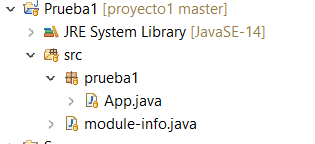 Prueba1 [proyecto1 master]
JRE System Library [JavaSE-14]
src
prueba1
App.java
module-info.java